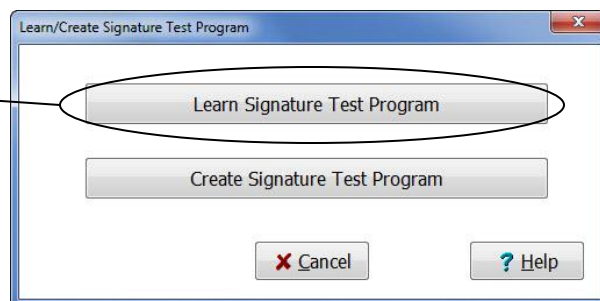 Learn/Create Signature Test Program
Learn Signature Test Program
Create Signature Test Program
Cancel
Help